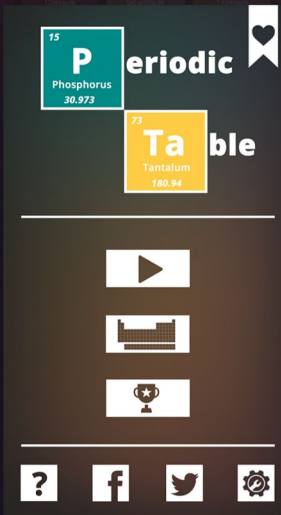 15
P eriodic
Phosphorus
30.973
73
Ta ble
Tantalum
180.94
?